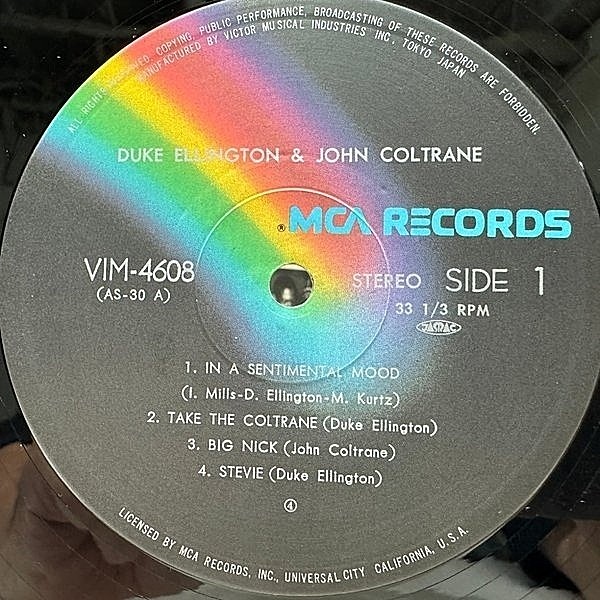 ALL RIGHTS RESERVED. COPYING, PUBLIC PERFORMANCE, BROADCASTING OF THESE RECORDS ARE FORBIDDEN.
MANUFACTURED BY VICTOR MUSICAL INDUSTRIES INC. TOKYO JAPAN
DUKE ELLINGTON & JOHN COLTRANE
® MCA RECORDS
VIM-4608
(AS-30 A)
STEREO SIDE 1
33 1/3 RPM
JASRAC
1. IN A SENTIMENTAL MOOD
(I. Mills-D. Ellington-M. Kurtz)
2. TAKE THE COLTRANE (Duke Ellington)
3. BIG NICK (John Coltrane)
4. STEVIE (Duke Ellington)
④
LICENSED BY MCA RECORDS, INC., UNIVERSAL CITY CALIFORNIA, U.S.A.